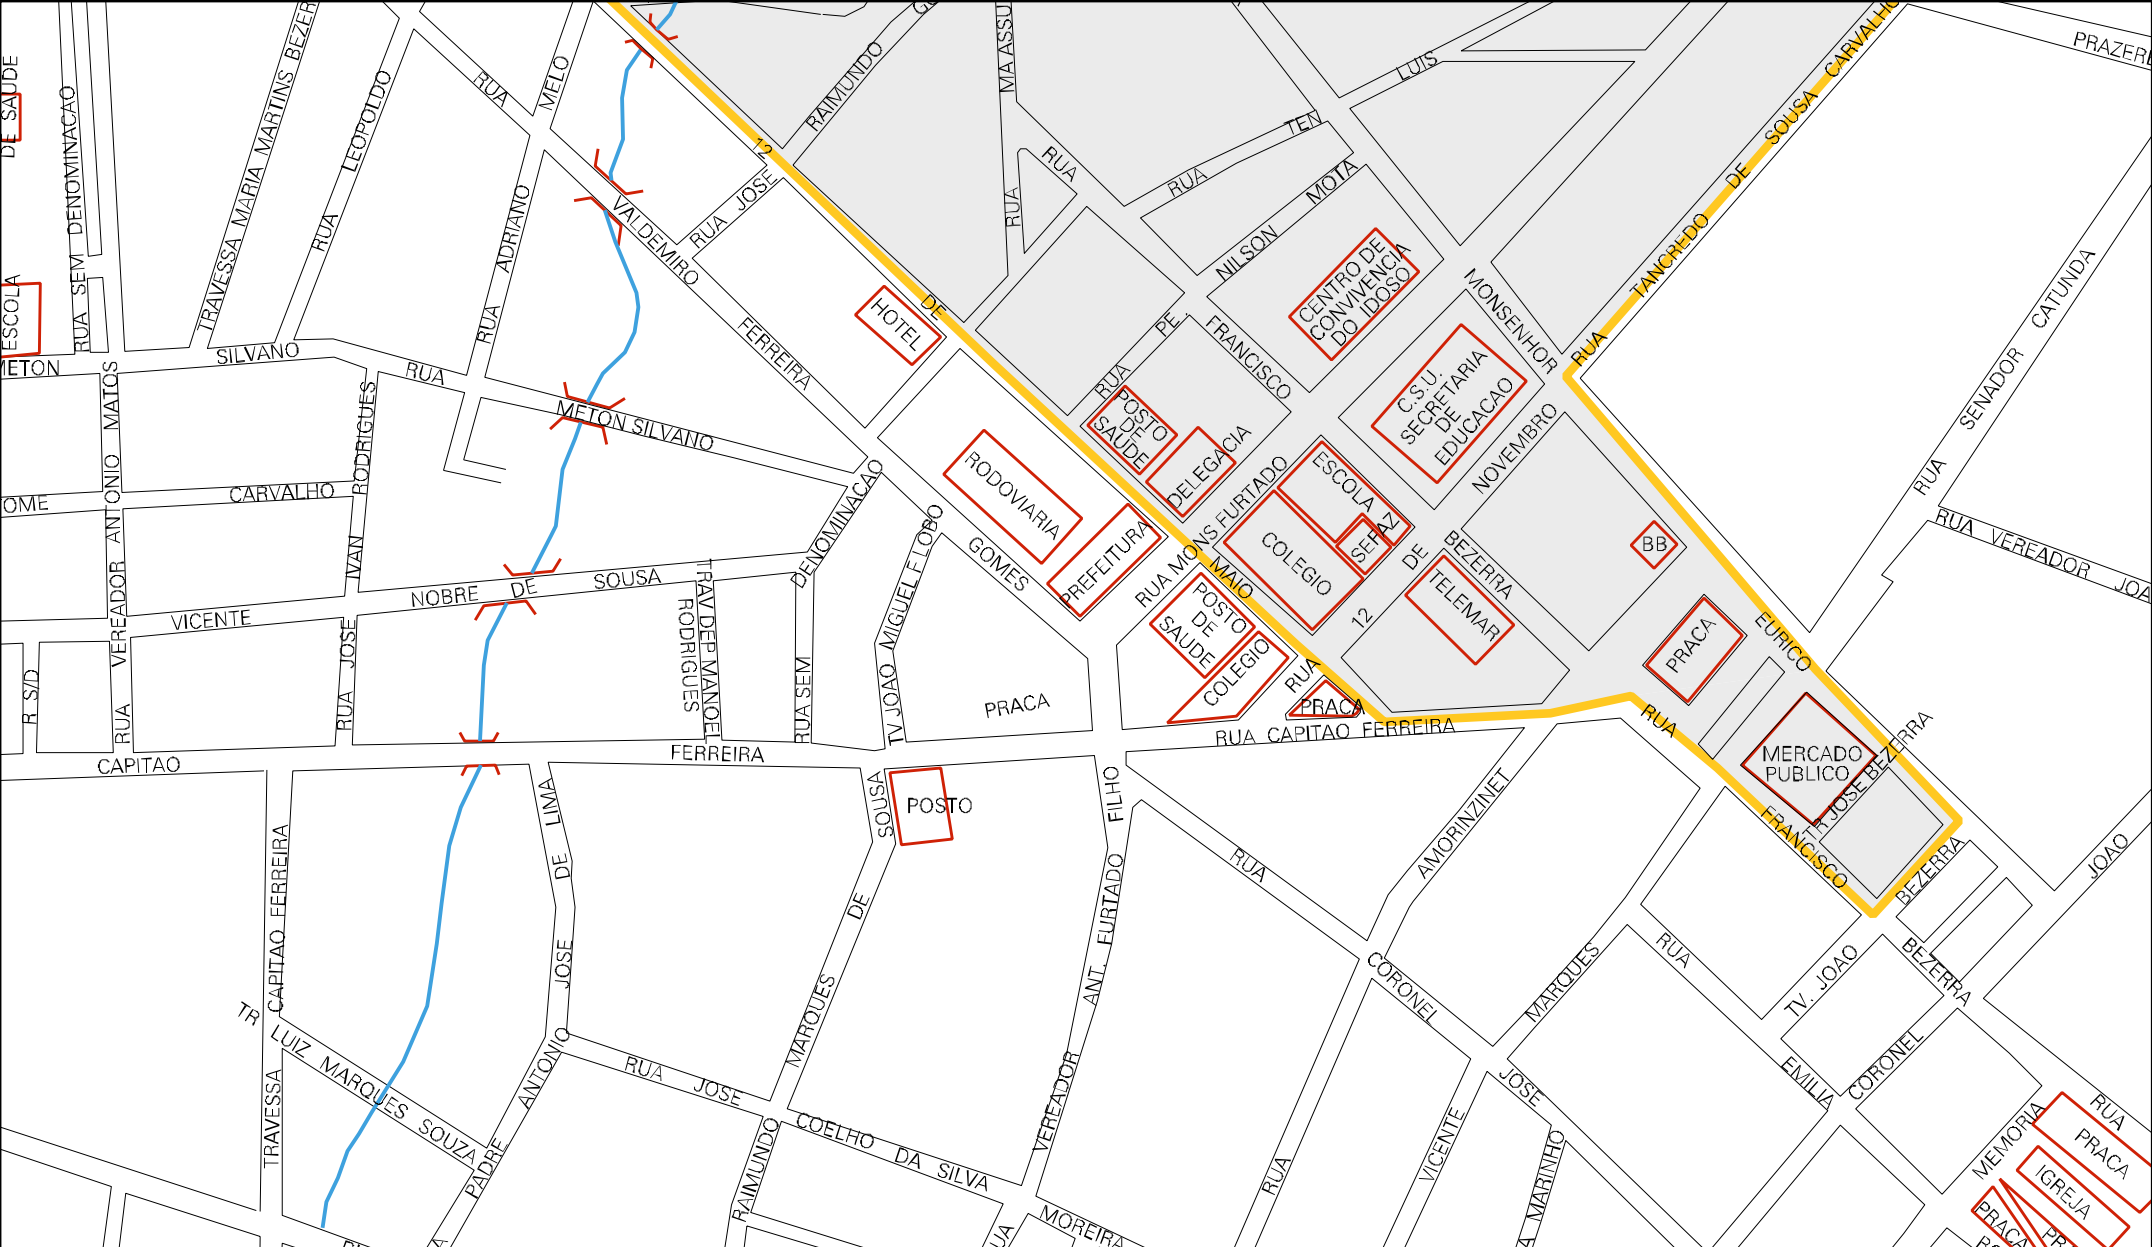 DE SAUDE
ESCOLA
RUA SEM DENOMINACAO
TRAVESSA MARIA MARTINS
RUA LEOPOLDO
RUA ADRIANO MELO
RUA VALDEMIRO FERREIRA GOMES
RUA JOSE RAIMUNDO
RUA 12 DE MAIO
RUA
RUA TEN
LUIS
RUA
NILSON MOTA
CENTRO DE
CONVIVENCIA
DO IDOSO
MONSENHOR
RUA TANCREDO DE SOUSA CARVALHO
RUA SENADOR CATUNDA
RUA VEREADOR
HOTEL
RUA PE
FRANCISCO
C.S.U.
SECRETARIA
DE
EDUCACAO
POSTO
DE
SAUDE
DELEGACIA
ESCOLA
SEFAZ
COLEGIO
RUA MONS FURTADO
RUA 12 DE NOVEMBRO
BEZERRA
TELEMAR
BB
PRACA
EURICO
MERCADO
PUBLICO
TR JOSE BEZERRA
RUA FRANCISCO
BEZERRA
JOAO
RODOVIARIA
PREFEITURA
POSTO
DE
SAUDE
COLEGIO
PRACA
RUA CAPITAO FERREIRA
METON SILVANO
RUA METON SILVANO
RUA VEREADOR ANTONIO MATOS
RUA JOSE IVAN RODRIGUES
OME CARVALHO
VICENTE NOBRE DE SOUSA
TRAV DEP MANOEL
RODRIGUES
RUA SEM DENOMINACAO
TV JOAO MIGUEL F LOBO
PRACA
R S/D
CAPITAO FERREIRA
POSTO
TRAVESSA CAPITAO FERREIRA
PADRE ANTONIO JOSE DE LIMA
MARQUES DE SOUSA
VEREADOR ANT. FURTADO FILHO
RUA CORONEL JOSE
AMORINZINET
TR LUIZ MARQUES SOUZA
RUA JOSE COELHO DA SILVA
RAIMUNDO
MOREIRA
RUA
VICENTE
MARINHO
MARQUES
RUA EMILIA
TV. JOAO
BEZERRA
CORONEL
MEMORIA
RUA
PRACA
IGREJA
PRACA